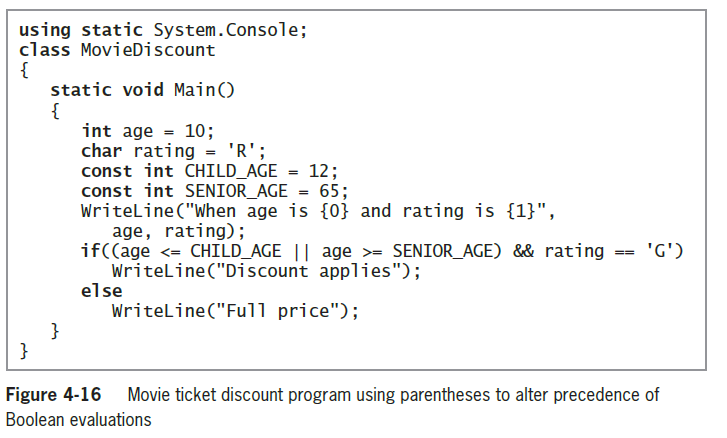 using static System.Console;
class MovieDiscount
{
static void Main()
{
int age = 10;
char rating = 'R';
const int CHILD_AGE = 12;
const int SENIOR_AGE = 65;
WriteLine("When age is {0} and rating is {1}",
age, rating);
if((age <= CHILD_AGE || age >= SENIOR_AGE) && rating == 'G')
WriteLine("Discount applies");
else
WriteLine("Full price");
}
}
Figure 4-16 Movie ticket discount program using parentheses to alter precedence of
Boolean evaluations